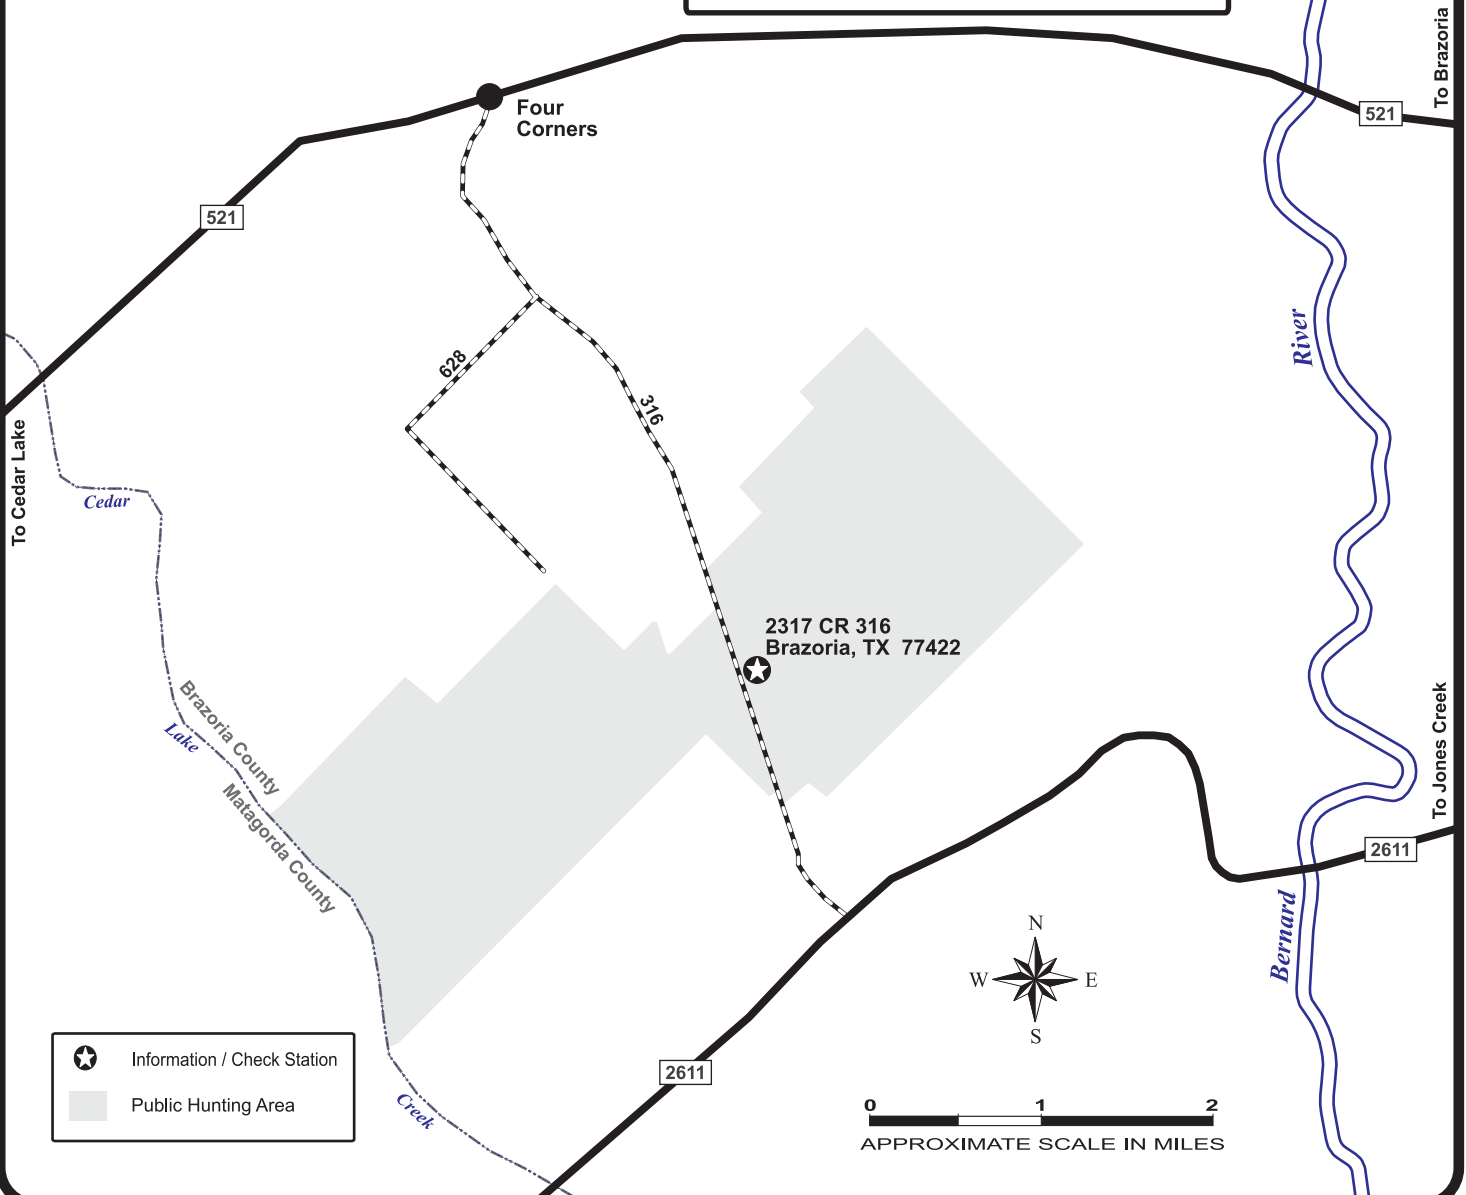 To Brazoria
Four
Corners
521
521
River
628
316
To Cedar Lake
Cedar
2317 CR 316
Brazoria, TX  77422
Brazoria County
Lake
Matagorda County
To Jones Creek
2611
Bernard
N
W
E
S
Information / Check Station
Public Hunting Area
2611
Creek
0 1 2
APPROXIMATE SCALE IN MILES